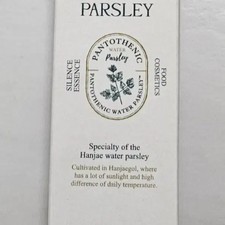 PARSLEY
PANTOTHENIC
WATER
Parsley
PANTOTHENIC WATER PARSLEY
SILENCE
ESSENCE
FOOD
COSMETICS
Specialty of the
Hanjae water parsley
Cultivated in Hanjaegol, where
has a lot of sunlight and high
difference of daily temperature.